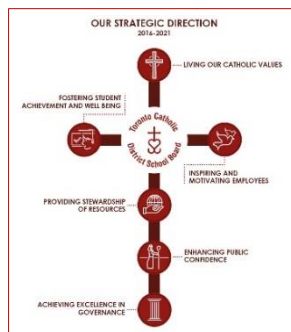 OUR STRATEGIC DIRECTION
2016-2021
LIVING OUR CATHOLIC VALUES
FOSTERING STUDENT
ACHIEVEMENT AND WELL BEING
Toronto Catholic
District School Board
INSPIRING AND
MOTIVATING EMPLOYEES
PROVIDING STEWARDSHIP
OF RESOURCES
ENHANCING PUBLIC
CONFIDENCE
ACHIEVING EXCELLENCE IN
GOVERNANCE